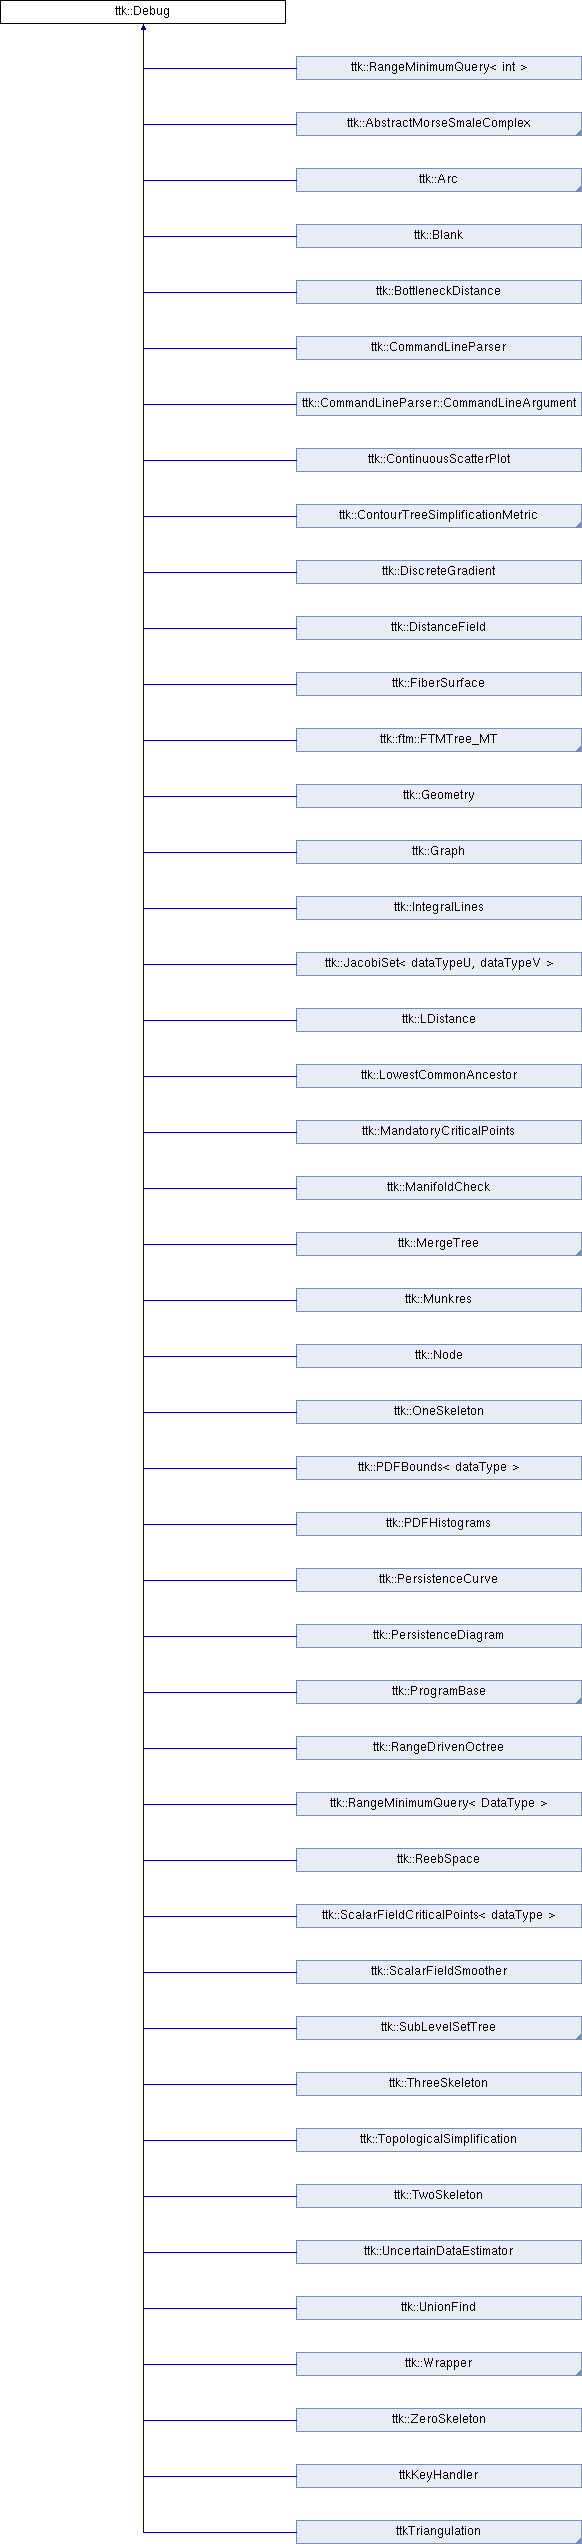 ttk::Debug
ttk::RangeMinimumQuery< int >
ttk::AbstractMorseSmaleComplex
ttk::Arc
ttk::Blank
ttk::BottleneckDistance
ttk::CommandLineParser
ttk::CommandLineParser::CommandLineArgument
ttk::ContinuousScatterPlot
ttk::ContourTreeSimplificationMetric
ttk::DiscreteGradient
ttk::DistanceField
ttk::FiberSurface
ttk::ftm::FTMTree_MT
ttk::Geometry
ttk::Graph
ttk::IntegralLines
ttk::JacobiSet< dataTypeU, dataTypeV >
ttk::LDistance
ttk::LowestCommonAncestor
ttk::MandatoryCriticalPoints
ttk::ManifoldCheck
ttk::MergeTree
ttk::Munkres
ttk::Node
ttk::OneSkeleton
ttk::PDFBounds< dataType >
ttk::PDFHistograms
ttk::PersistenceCurve
ttk::PersistenceDiagram
ttk::ProgramBase
ttk::RangeDrivenOctree
ttk::RangeMinimumQuery< DataType >
ttk::ReebSpace
ttk::ScalarFieldCriticalPoints< dataType >
ttk::ScalarFieldSmoother
ttk::SubLevelSetTree
ttk::ThreeSkeleton
ttk::TopologicalSimplification
ttk::TwoSkeleton
ttk::UncertainDataEstimator
ttk::UnionFind
ttk::Wrapper
ttk::ZeroSkeleton
ttkKeyHandler
ttkTriangulation